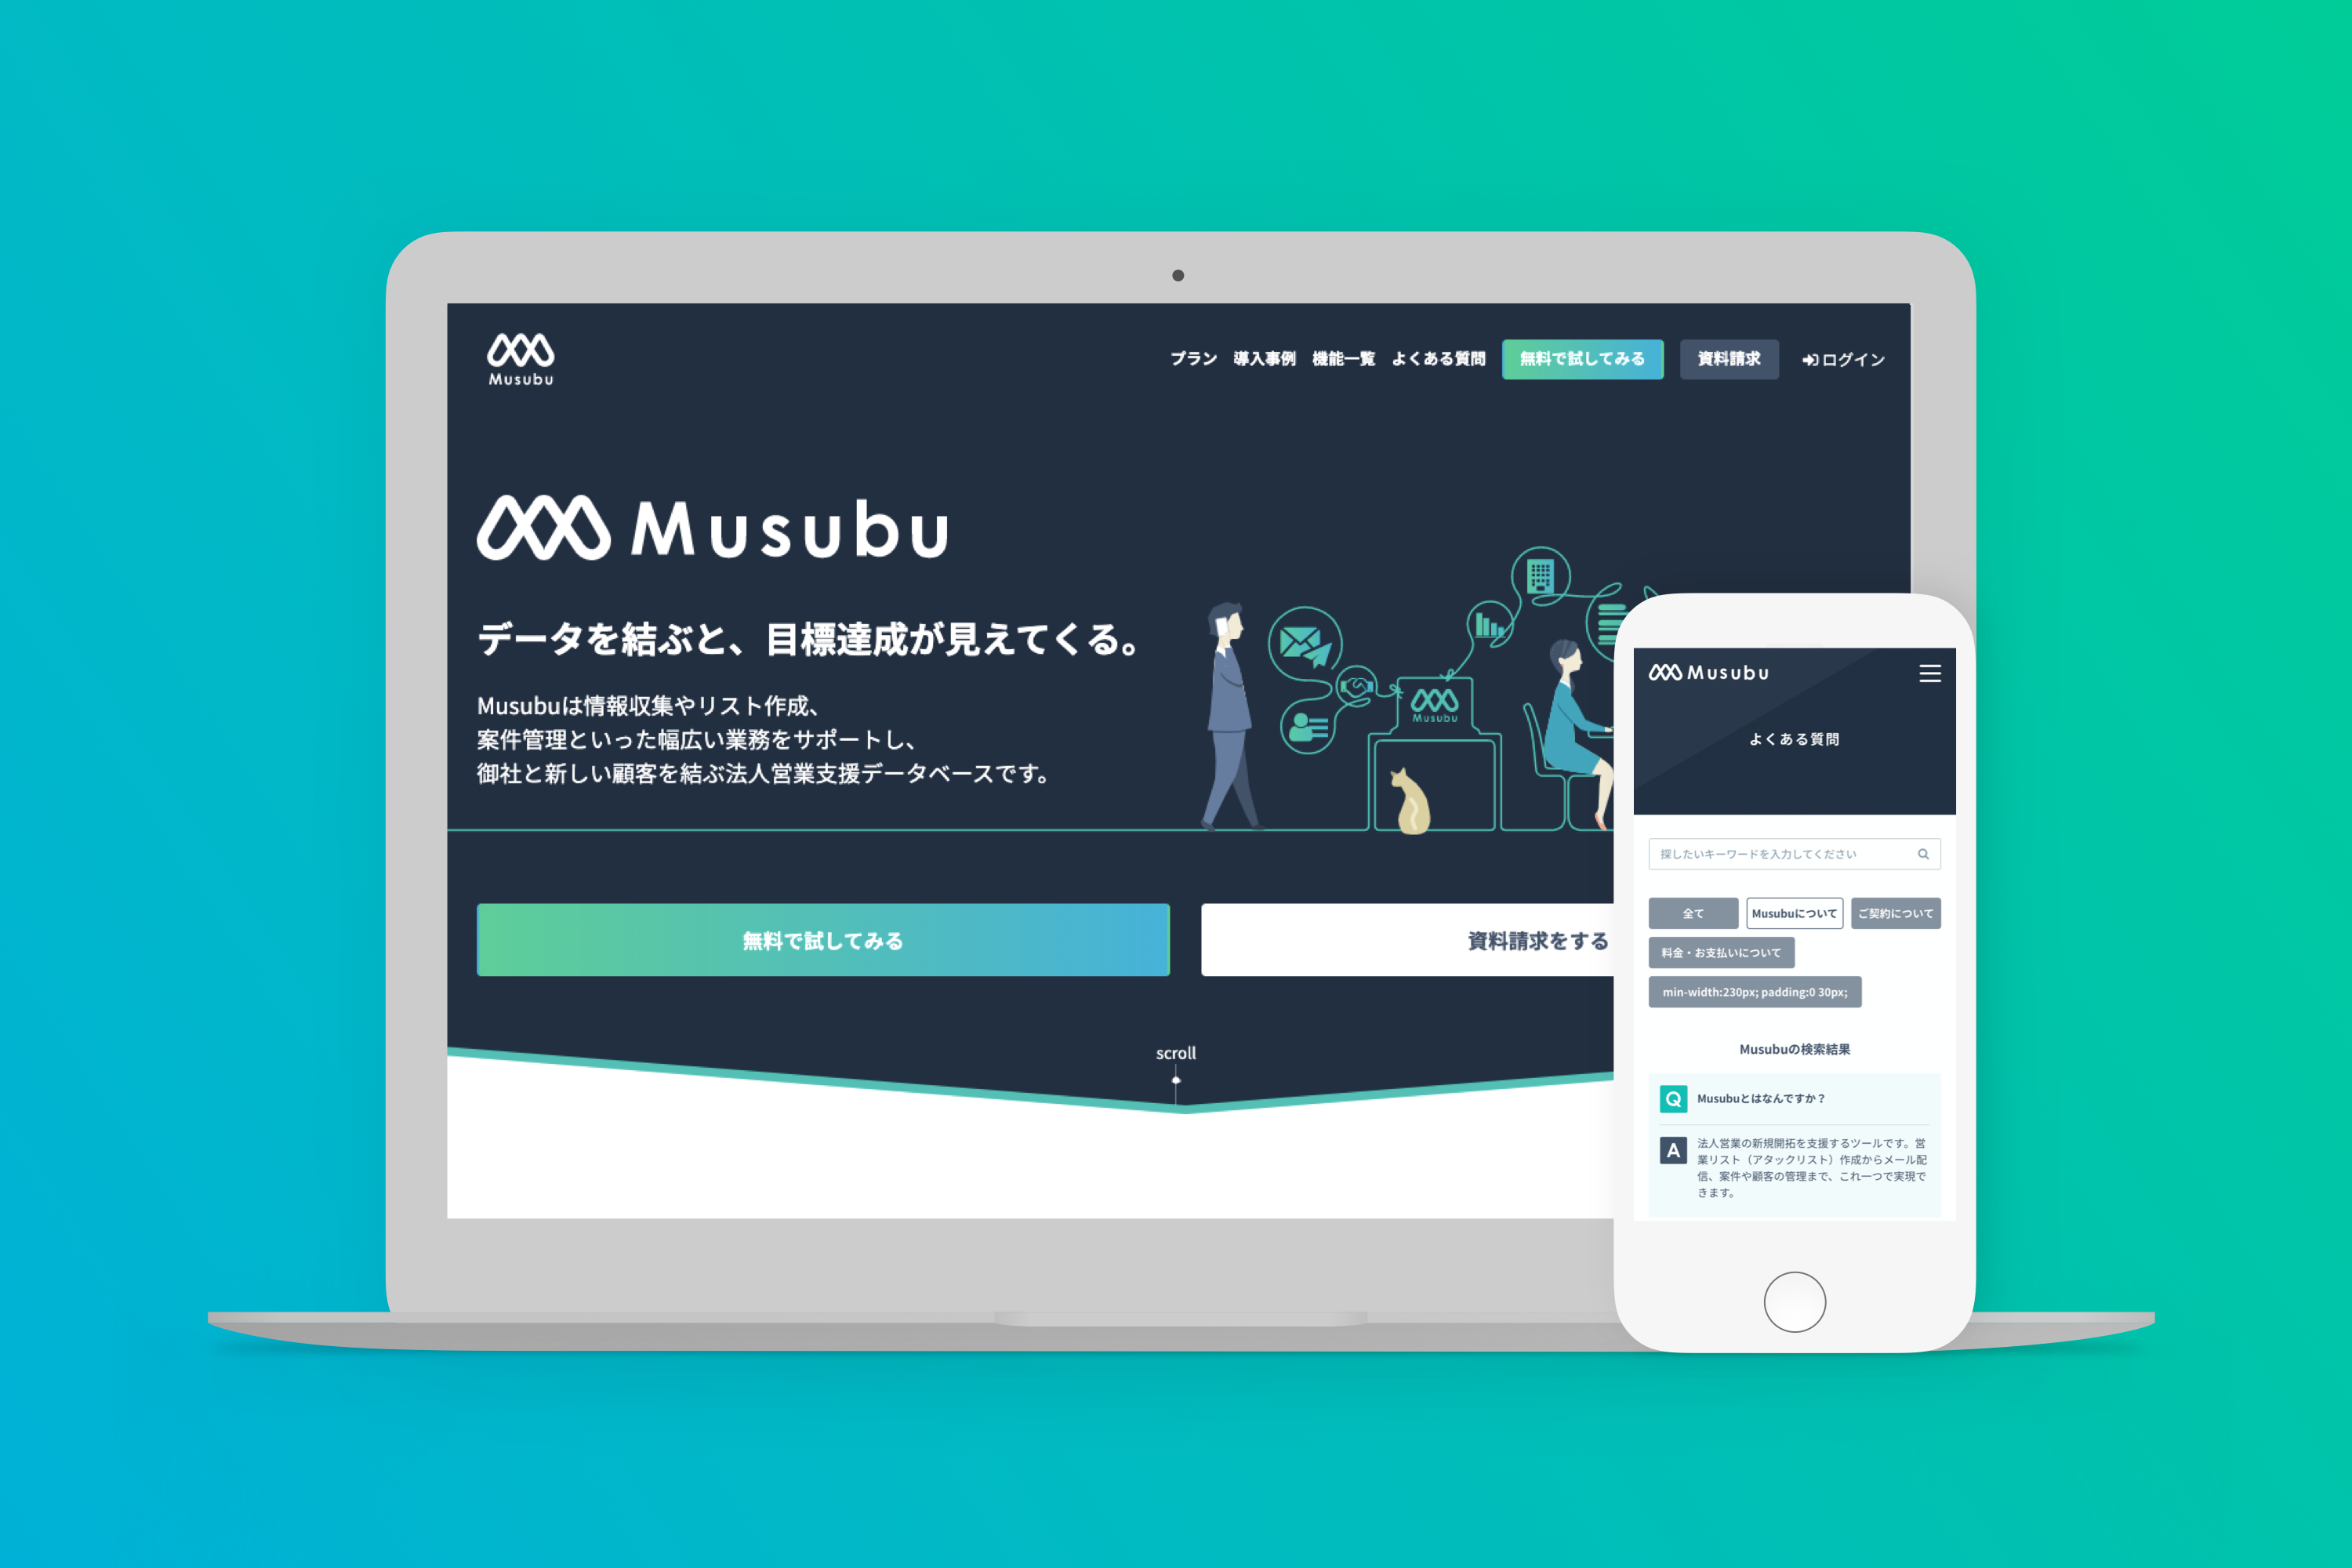 Musubu
プラン 導入事例 機能一覧 よくある質問 無料で試してみる 資料請求 ログイン
Musubu
データを結ぶと、目標達成が見えてくる。
Musubuは情報収集やリスト作成、
案件管理といった幅広い業務をサポートし、
御社と新しい顧客を結ぶ法人営業支援データベースです。
Musubu
無料で試してみる
資料請求をする
scroll
Musubu
よくある質問
探したいキーワードを入力してください
全て Musubuについて ご契約について
料金・お支払いについて
min-width:230px; padding:0 30px;
Musubuの検索結果
Q Musubuとはなんですか？
A 法人営業の新規開拓を支援するツールです。営
業リスト（アタックリスト）作成からメール配
信、案件や顧客の管理まで、これ一つで実現で
きます。